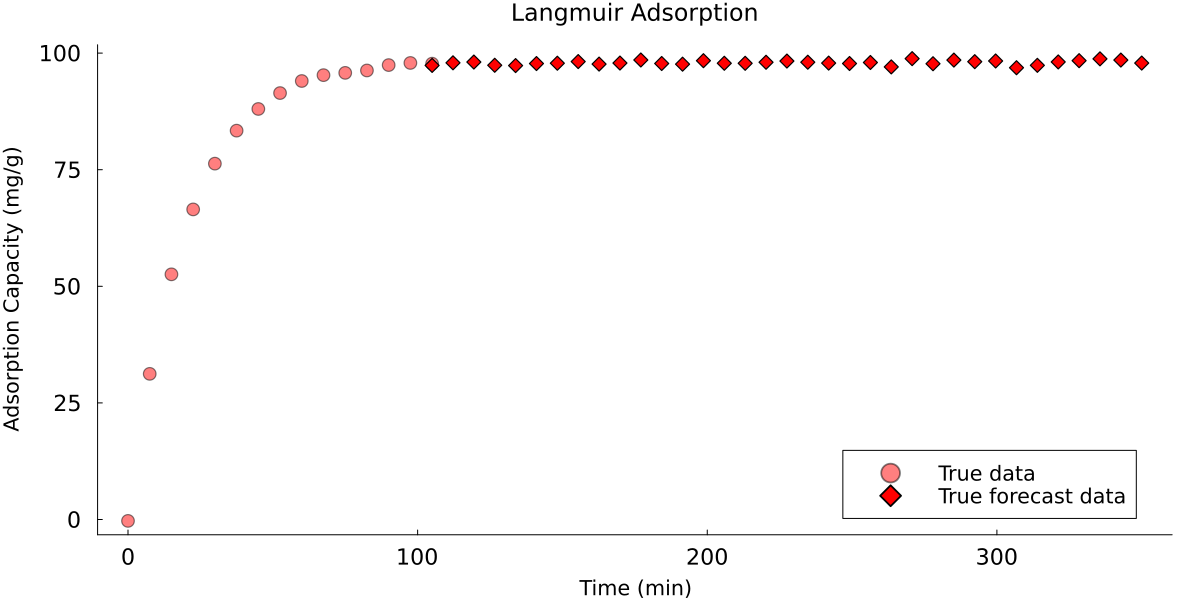 Langmuir Adsorption
Adsorption Capacity (mg/g)
100
75
50
25
0
0 100 200 300
Time (min)
True data
True forecast data